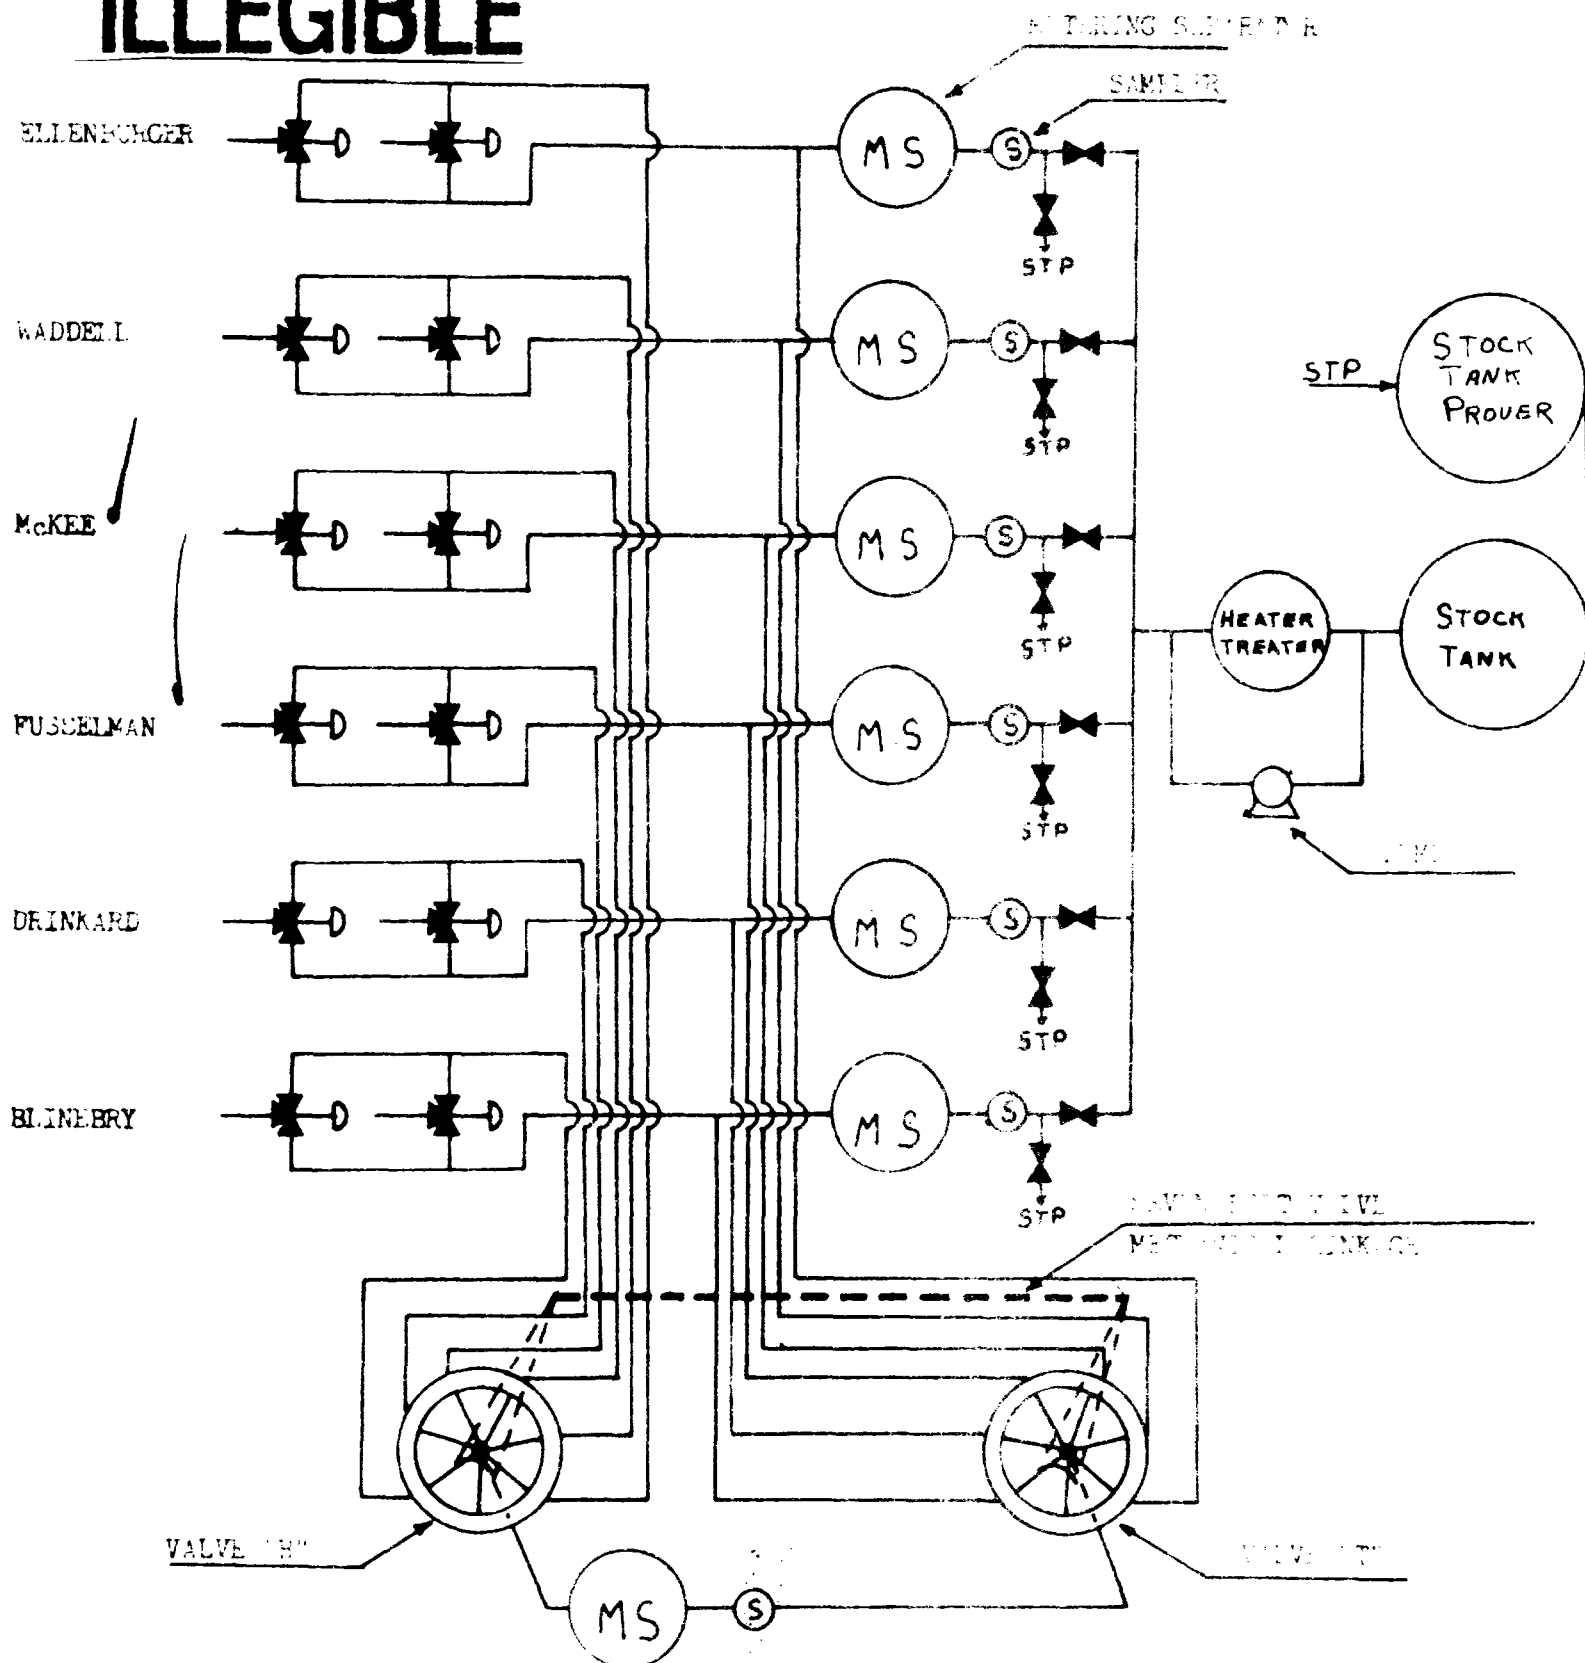 ILLEGIBLE
SAMPLER
ELLENBURGER
MS
S
STP
WADDELL
MS
S
STP
STP
STOCK
TANK
PROVER
McKEE
MS
S
STP
HEATER
TREATER
STOCK
TANK
FUSSELMAN
MS
S
STP
DRINKARD
MS
S
STP
BLINEBRY
MS
S
STP
VALVE
MS
S